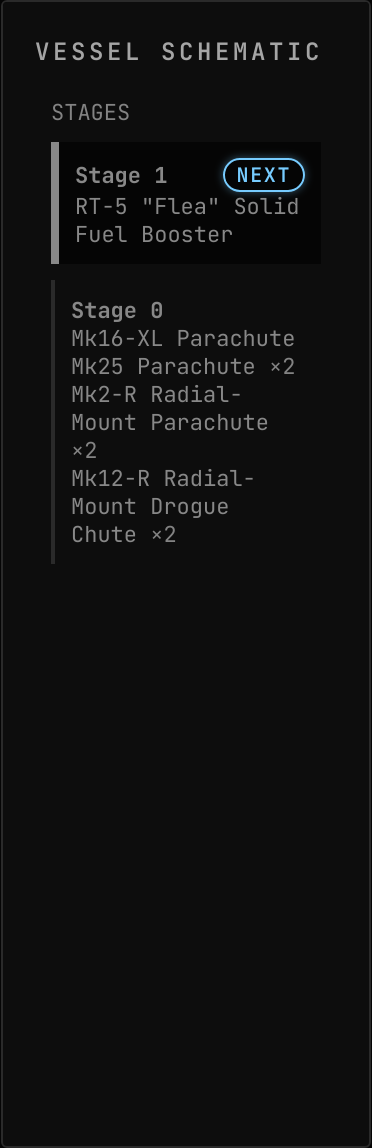 VESSEL SCHEMATIC
STAGES
Stage 1 NEXT
RT-5 "Flea" Solid
Fuel Booster
Stage 0
Mk16-XL Parachute
Mk25 Parachute ×2
Mk2-R Radial-
Mount Parachute
×2
Mk12-R Radial-
Mount Drogue
Chute ×2